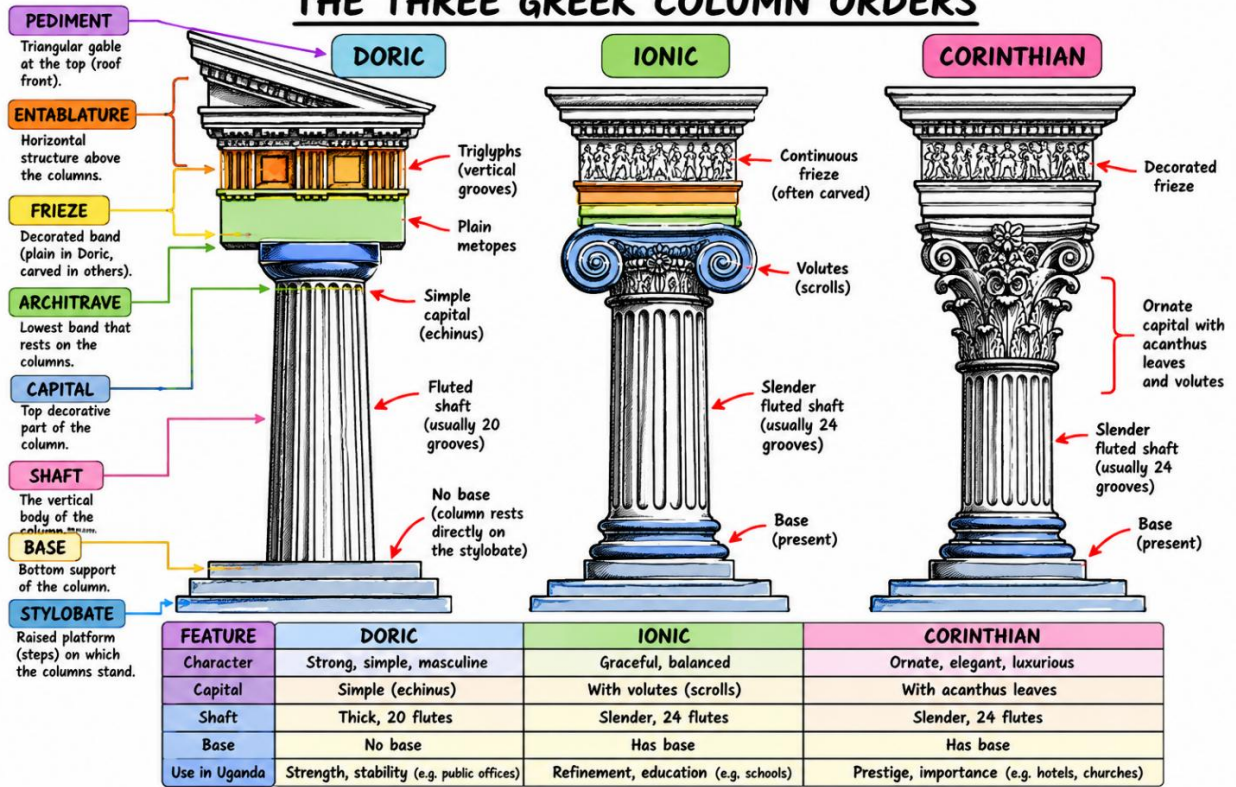 THE THREE GREEK COLUMN ORDERS
PEDIMENT
Triangular gable
at the top (roof
front).
ENTABLATURE
Horizontal
structure above
the columns.
FRIEZE
Decorated band
(plain in Doric,
carved in others).
ARCHITRAVE
Lowest band that
rests on the
columns.
CAPITAL
Top decorative
part of the
column.
SHAFT
The vertical
body of the
column
BASE
Bottom support
of the column.
STYLOBATE
Raised platform
(steps) on which
the columns stand.
DORIC
Triglyphs
(vertical
grooves)
Plain
metopes
Simple
capital
(echinus)
Fluted
shaft
(usually 20
grooves)
No base
(column rests
directly on
the stylobate)
IONIC
Continuous
frieze
(often carved)
Volutes
(scrolls)
Slender
fluted shaft
(usually 24
grooves)
Base
(present)
CORINTHIAN
Decorated
frieze
Ornate
capital with
acanthus
leaves
and volutes
Slender
fluted shaft
(usually 24
grooves)
Base
(present)
FEATURE DORIC IONIC CORINTHIAN
Character Strong, simple, masculine Graceful, balanced Ornate, elegant, luxurious
Capital Simple (echinus) With volutes (scrolls) With acanthus leaves
Shaft Thick, 20 flutes Slender, 24 flutes Slender, 24 flutes
Base No base Has base Has base
Use in Uganda Strength, stability (e.g. public offices) Refinement, education (e.g. schools) Prestige, importance (e.g. hotels, churches)